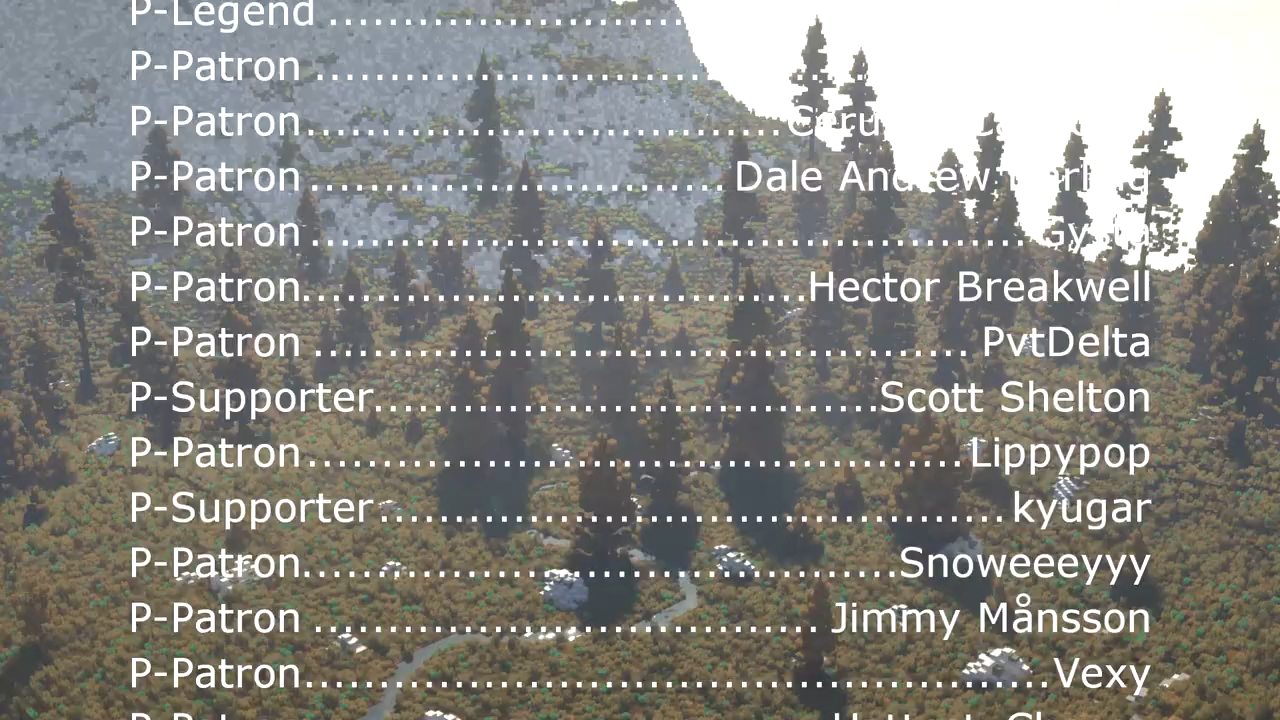 P-Legend ........................
P-Patron ..........................
P-Patron................................
P-Patron ............................ Dale Andrew
P-Patron ................................................
P-Patron..................................Hector Breakwell
P-Patron ............................................ PvtDelta
P-Supporter..................................Scott Shelton
P-Patron............................................Lippypop
P-Supporter.......................................... kyugar
P-Patron........................................Snoweeeyyy
P-Patron .................................. Jimmy Månsson
P-Patron..................................................Vexy